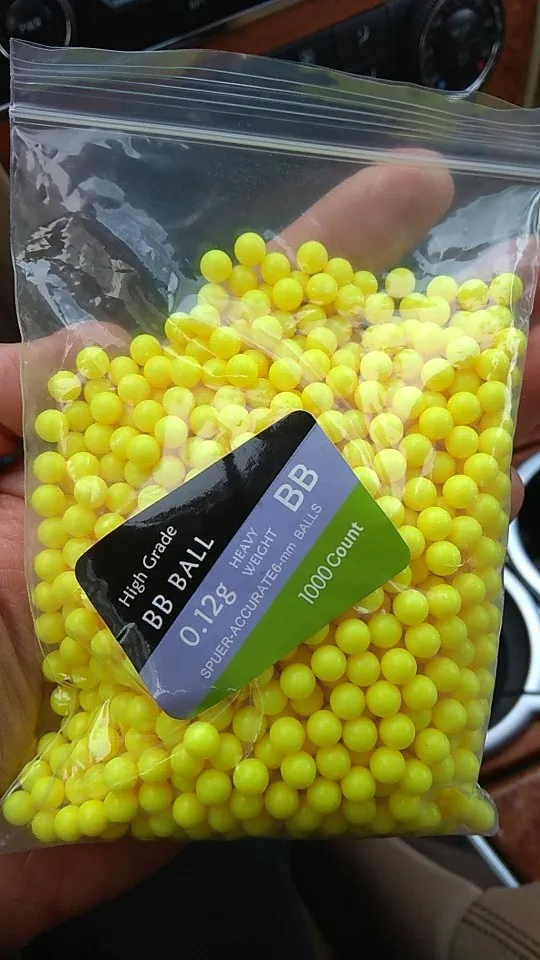 High Grade
BB BALL
0.12g HEAVY WEIGHT BB
SPUER-ACCURATE6-mm BALLS
1000 Count